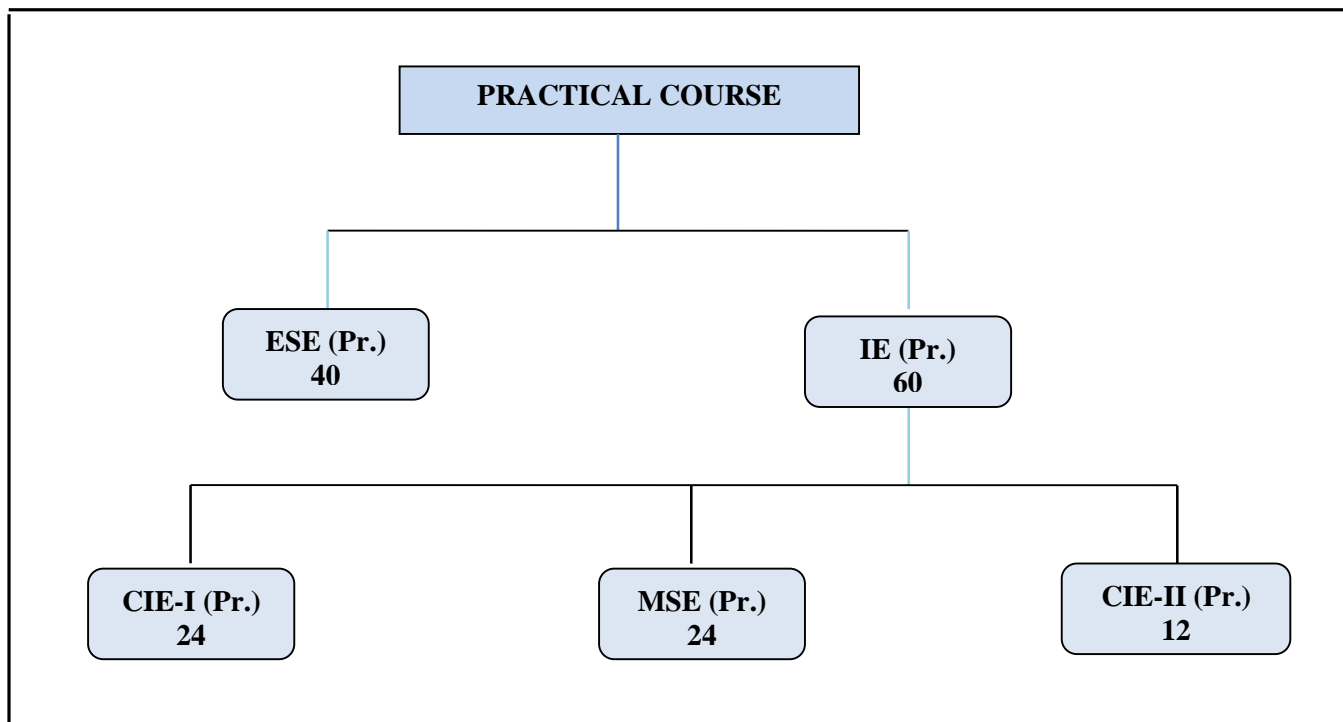 PRACTICAL COURSE
ESE (Pr.)
40
IE (Pr.)
60
CIE-I (Pr.)
24
MSE (Pr.)
24
CIE-II (Pr.)
12